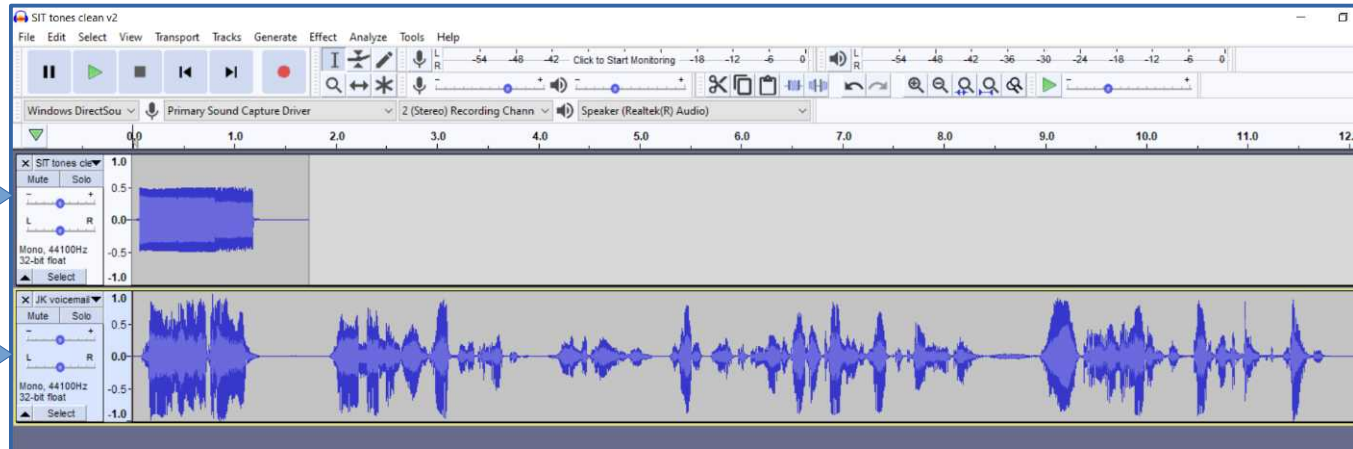 SIT tones clean v2
File Edit Select View Transport Tracks Generate Effect Analyze Tools Help
L R -54 -48 -42 Click to Start Monitoring -18 -12 -6 0 L R -54 -48 -42 -36 -30 -24 -18 -12 -6 0
- + - + - +
Windows DirectSou Primary Sound Capture Driver 2 (Stereo) Recording Chann Speaker (Realtek(R) Audio)
0,0 1.0 2.0 3.0 4.0 5.0 6.0 7.0 8.0 9.0 10.0 11.0 12.
X SIT tones cle 1.0
Mute Solo
- + 0.5
L R 0.0
Mono, 44100Hz
32-bit float -0.5
Select -1.0
X JK voicemail 1.0
Mute Solo
- + 0.5
L R 0.0
Mono, 44100Hz
32-bit float -0.5
Select -1.0